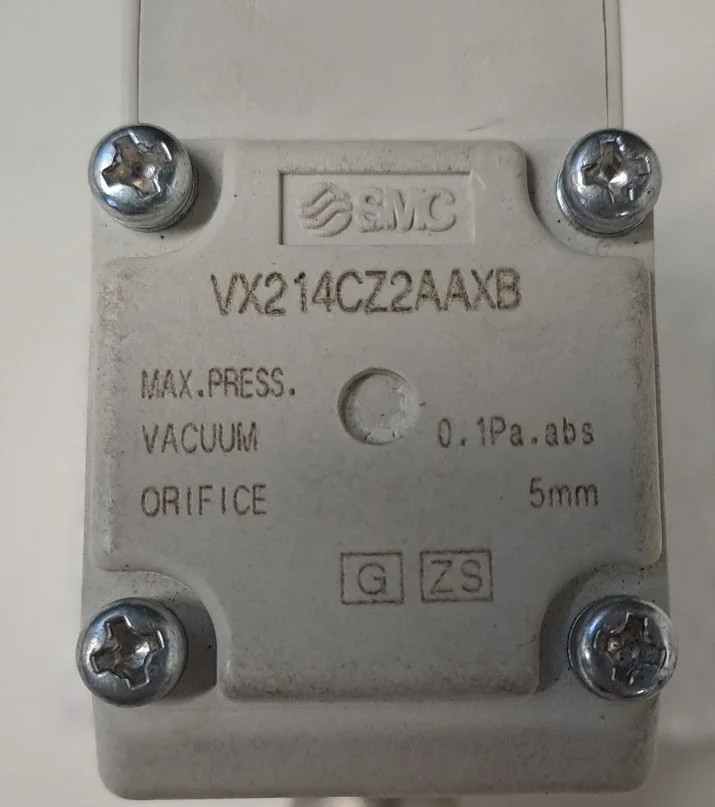 SMC
VX214CZ2AAXB
MAX.PRESS.
VACUUM 0.1Pa.abs
ORIFICE 5mm
G ZS